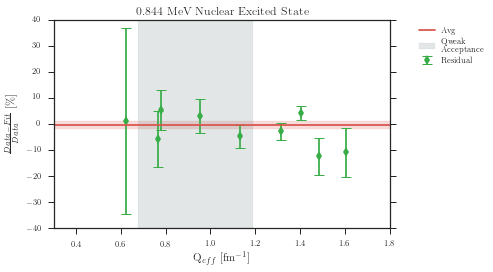 0.844 MeV Nuclear Excited State
40
30
20
10
0
−10
−20
−30
−40
Data−Fit
Data
[%]
0.4
0.6
0.8
1.0
1.2
1.4
1.6
1.8
Q_{eff} [fm⁻¹]
Avg
Qweak
Acceptance
Residual